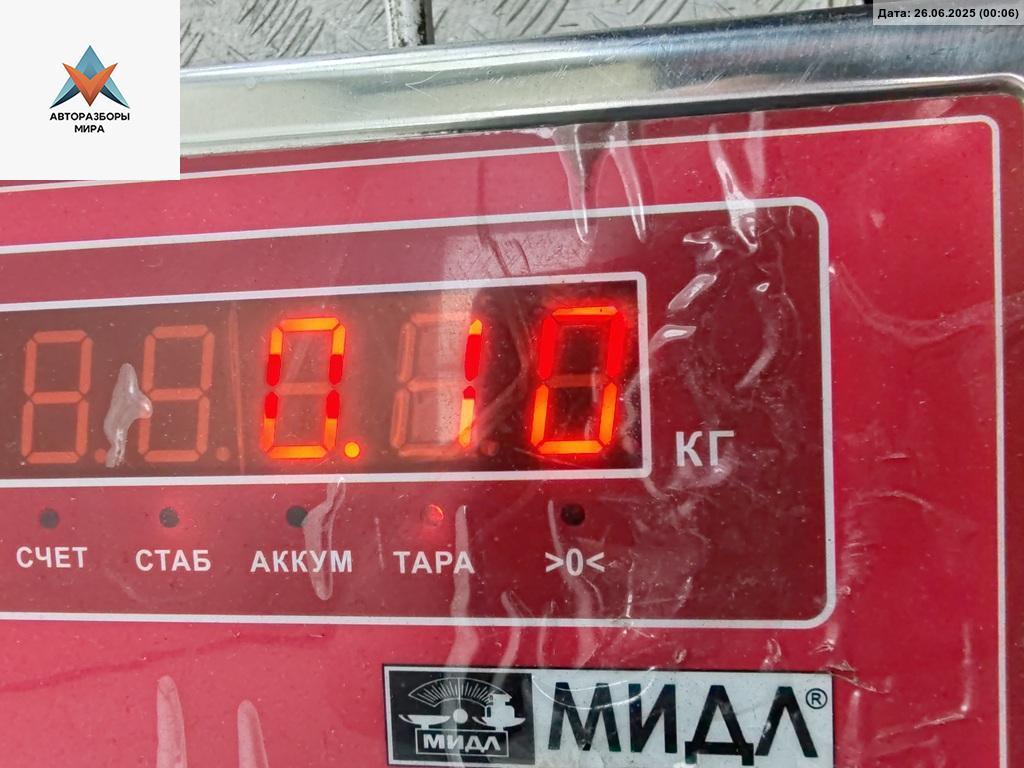 Дата: 26.06.2025 (00:06)
АВТОРАЗБОРЫ
МИРА
0.10
КГ
СЧЕТ СТАБ АККУМ ТАРА >0<
МИДЛ МИДЛ®